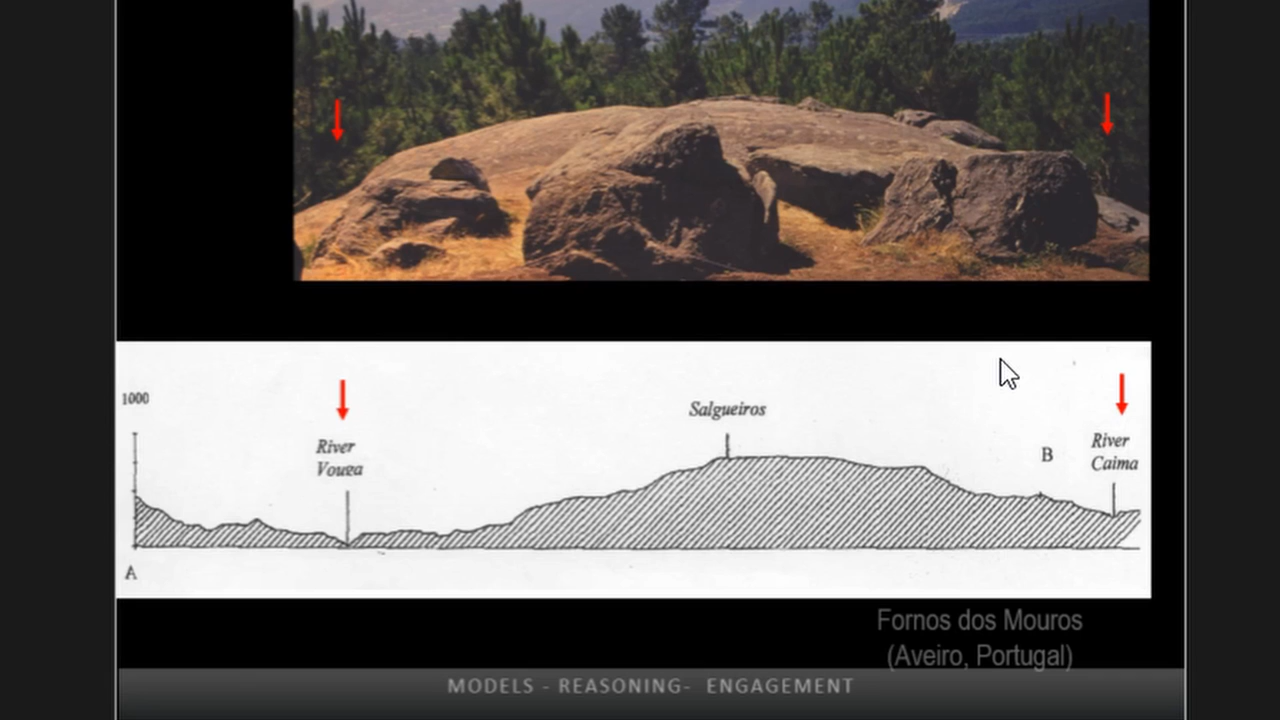 1000
River
Vouga
Salgueiros
B
River
Caima
A
Fornos dos Mouros
(Aveiro, Portugal)
MODELS - REASONING- ENGAGEMENT